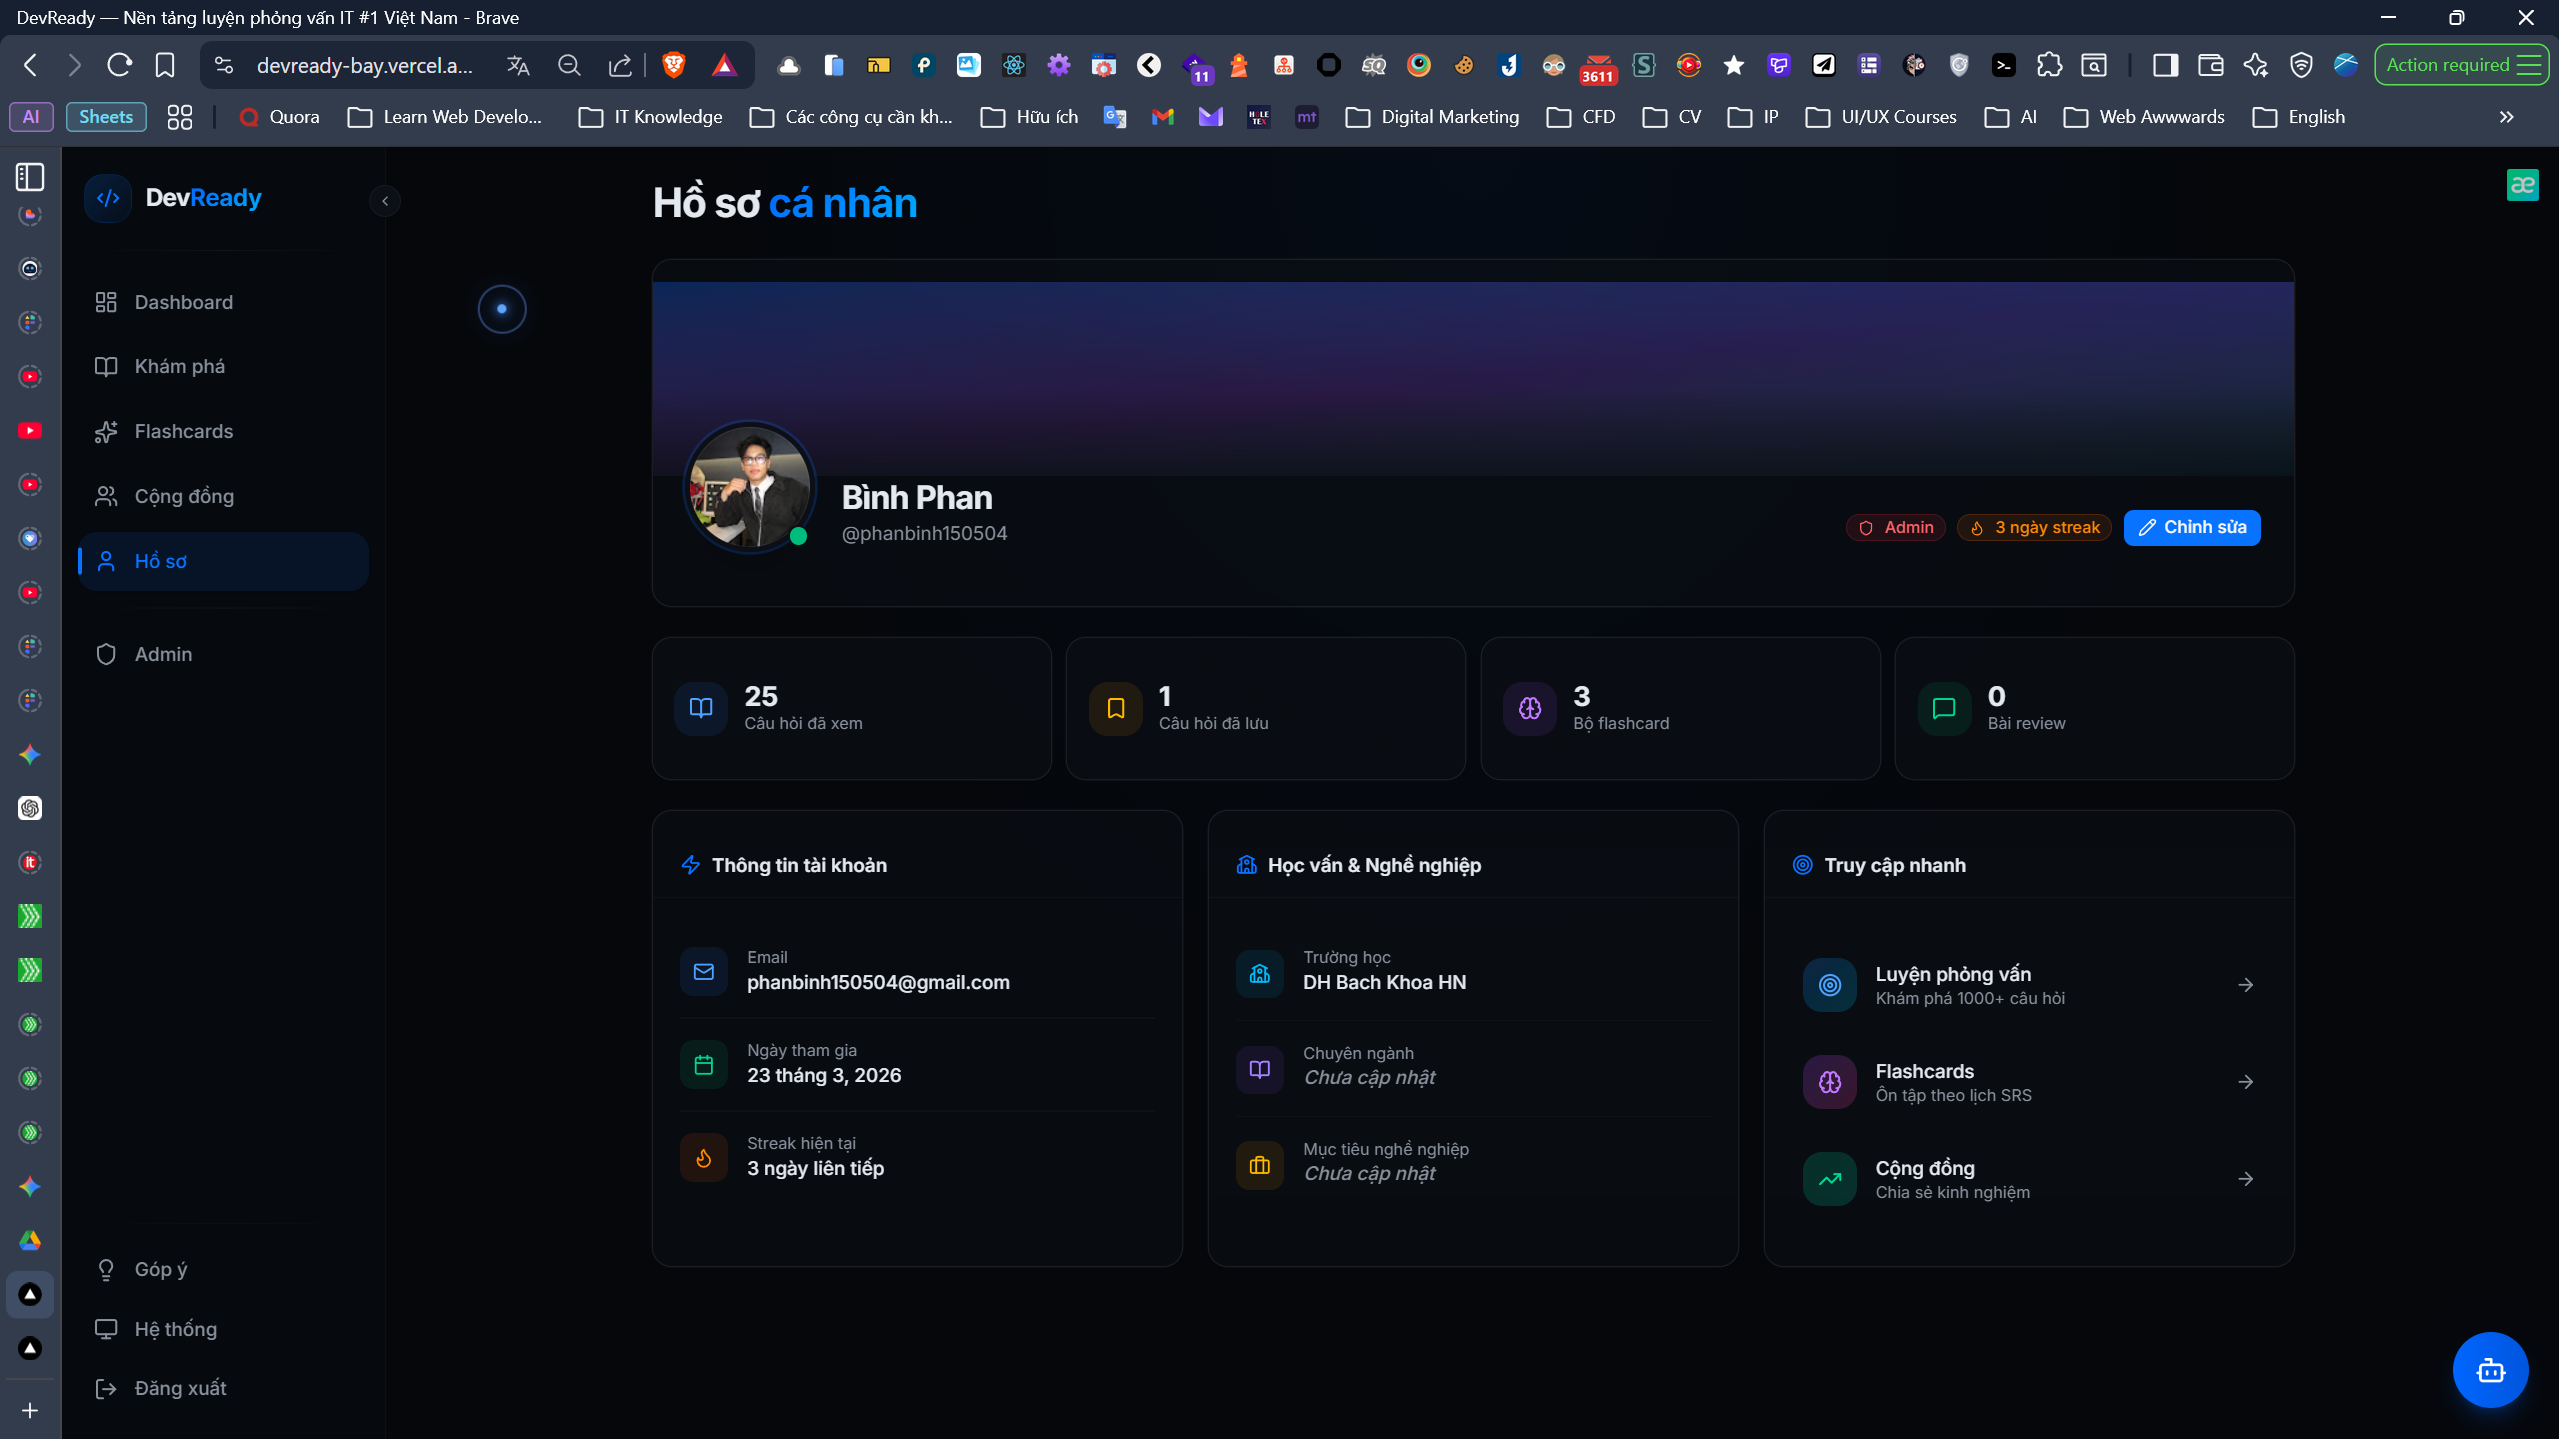 DevReady — Nền tảng luyện phỏng vấn IT #1 Việt Nam - Brave
devready-bay.vercel.a...
11
3611
Action required
AI
Sheets
Quora
Learn Web Develo...
IT Knowledge
Các công cụ cần kh...
Hữu ích
mt
Digital Marketing
CFD
CV
IP
UI/UX Courses
AI
Web Awwwards
English
DevReady
Dashboard
Khám phá
Flashcards
Cộng đồng
Hồ sơ
Admin
Góp ý
Hệ thống
Đăng xuất
Hồ sơ cá nhân
Bình Phan
@phanbinh150504
Admin
3 ngày streak
Chỉnh sửa
25
Câu hỏi đã xem
1
Câu hỏi đã lưu
3
Bộ flashcard
0
Bài review
Thông tin tài khoản
Email
phanbinh150504@gmail.com
Ngày tham gia
23 tháng 3, 2026
Streak hiện tại
3 ngày liên tiếp
Học vấn & Nghề nghiệp
Trường học
DH Bach Khoa HN
Chuyên ngành
Chưa cập nhật
Mục tiêu nghề nghiệp
Chưa cập nhật
Truy cập nhanh
Luyện phỏng vấn
Khám phá 1000+ câu hỏi
Flashcards
Ôn tập theo lịch SRS
Cộng đồng
Chia sẻ kinh nghiệm